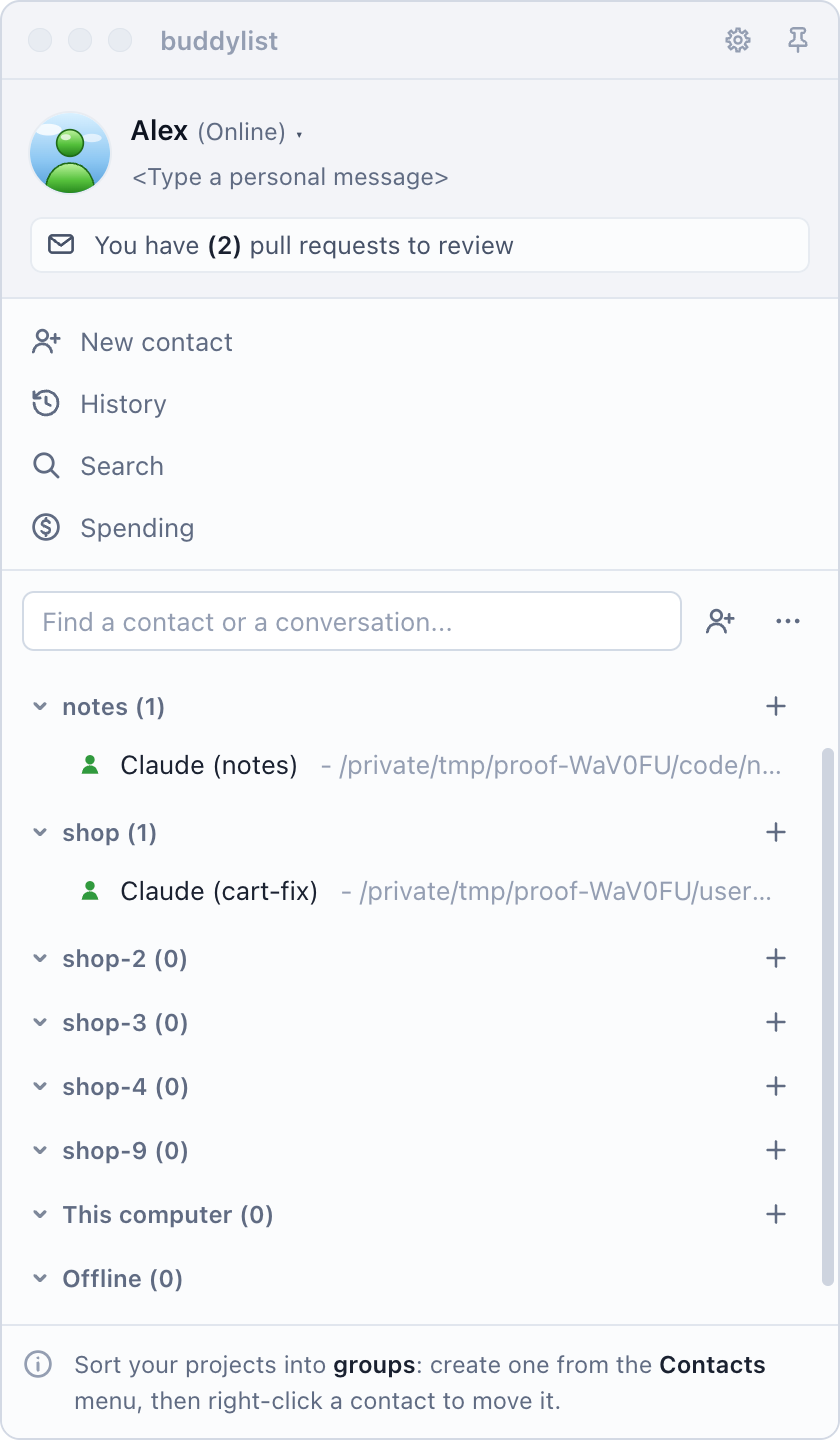 buddylist
Alex (Online)
<Type a personal message>
You have (2) pull requests to review
New contact
History
Search
Spending
Find a contact or a conversation...
notes (1)
Claude (notes) - /private/tmp/proof-WaV0FU/code/n...
shop (1)
Claude (cart-fix) - /private/tmp/proof-WaV0FU/user...
shop-2 (0)
shop-3 (0)
shop-4 (0)
shop-9 (0)
This computer (0)
Offline (0)
Sort your projects into groups: create one from the Contacts
menu, then right-click a contact to move it.